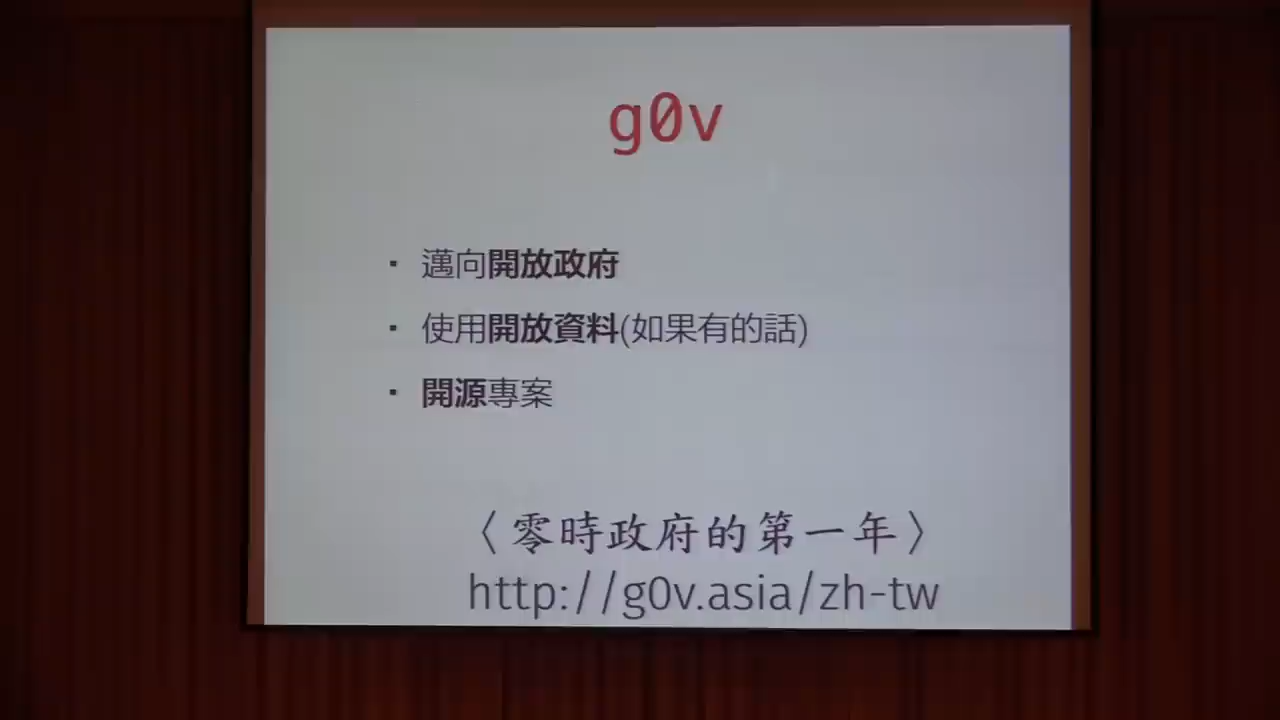 g0v
▪ 邁向開放政府
▪ 使用開放資料(如果有的話)
▪ 開源專案
〈零時政府的第一年〉
http://g0v.asia/zh-tw